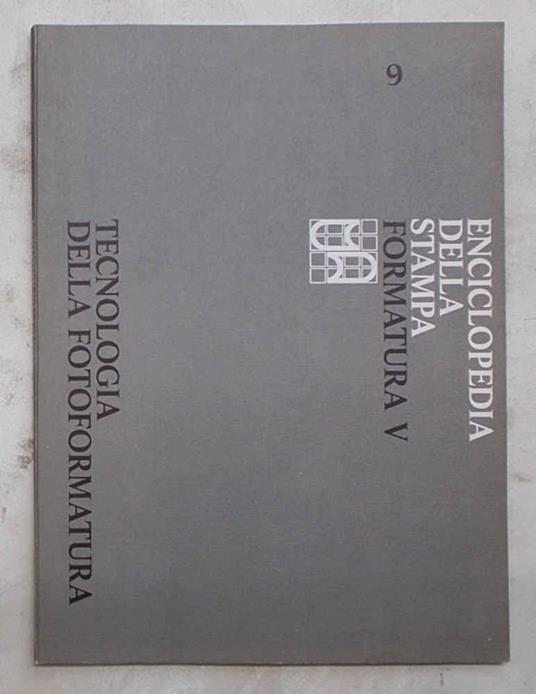 ENCICLOPEDIA
DELLA
STAMPA
9 FORMATURA V
TECNOLOGIA
DELLA FOTOFORMATURA